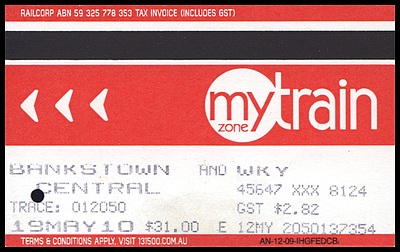 RAILCORP ABN 59 325 778 353 TAX INVOICE (INCLUDES GST)
myzone train
BANKSTOWN AND WKY
CENTRAL 45647 XXX 8124
TRACE: 012050 GST $2.82
19MAY10 $31.00 E 12MY 2050137354
TERMS & CONDITIONS APPLY, VISIT 131500.COM.AU AN-12-09-IHGFEDCB/